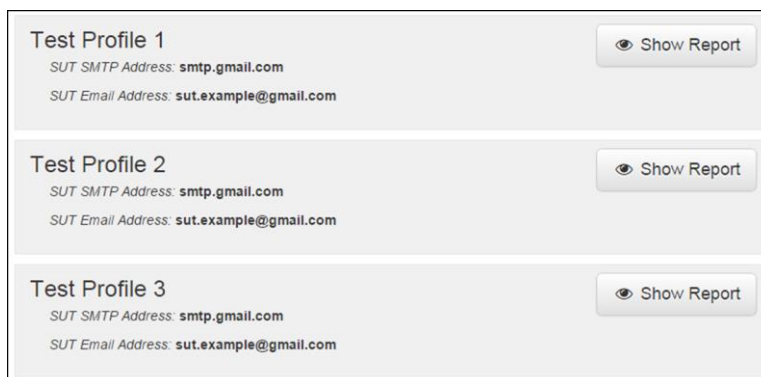 Test Profile 1
Show Report
SUT SMTP Address: smtp.gmail.com
SUT Email Address: sut.example@gmail.com
Test Profile 2
Show Report
SUT SMTP Address: smtp.gmail.com
SUT Email Address: sut.example@gmail.com
Test Profile 3
Show Report
SUT SMTP Address: smtp.gmail.com
SUT Email Address: sut.example@gmail.com